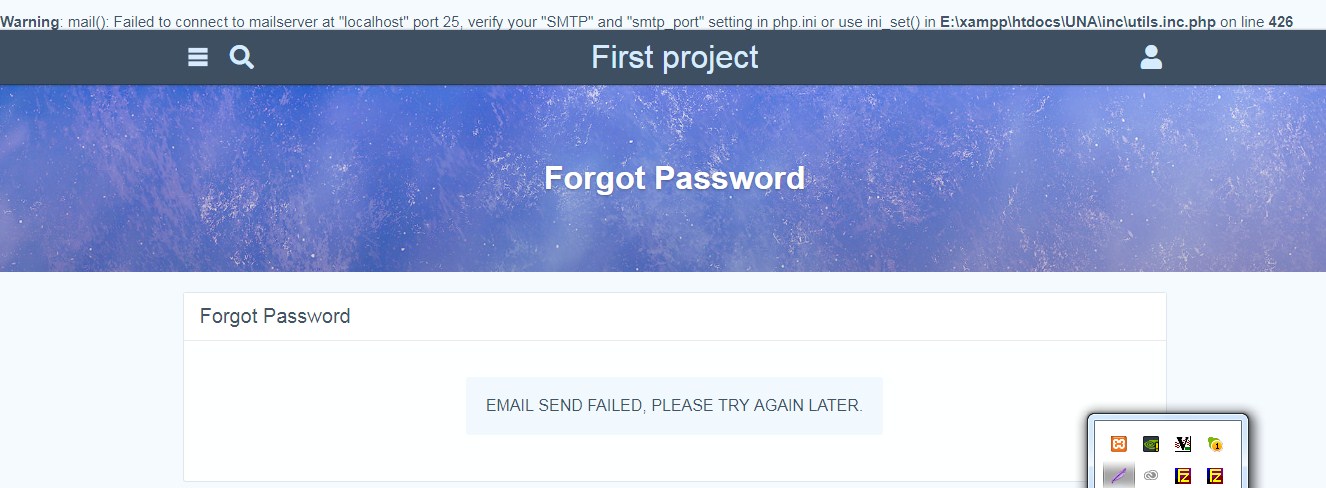 Warning: mail(): Failed to connect to mailserver at "localhost" port 25, verify your "SMTP" and "smtp_port" setting in php.ini or use ini_set() in E:\xampp\htdocs\UNA\inc\utils.inc.php on line 426
First project
Forgot Password
Forgot Password
EMAIL SEND FAILED, PLEASE TRY AGAIN LATER.